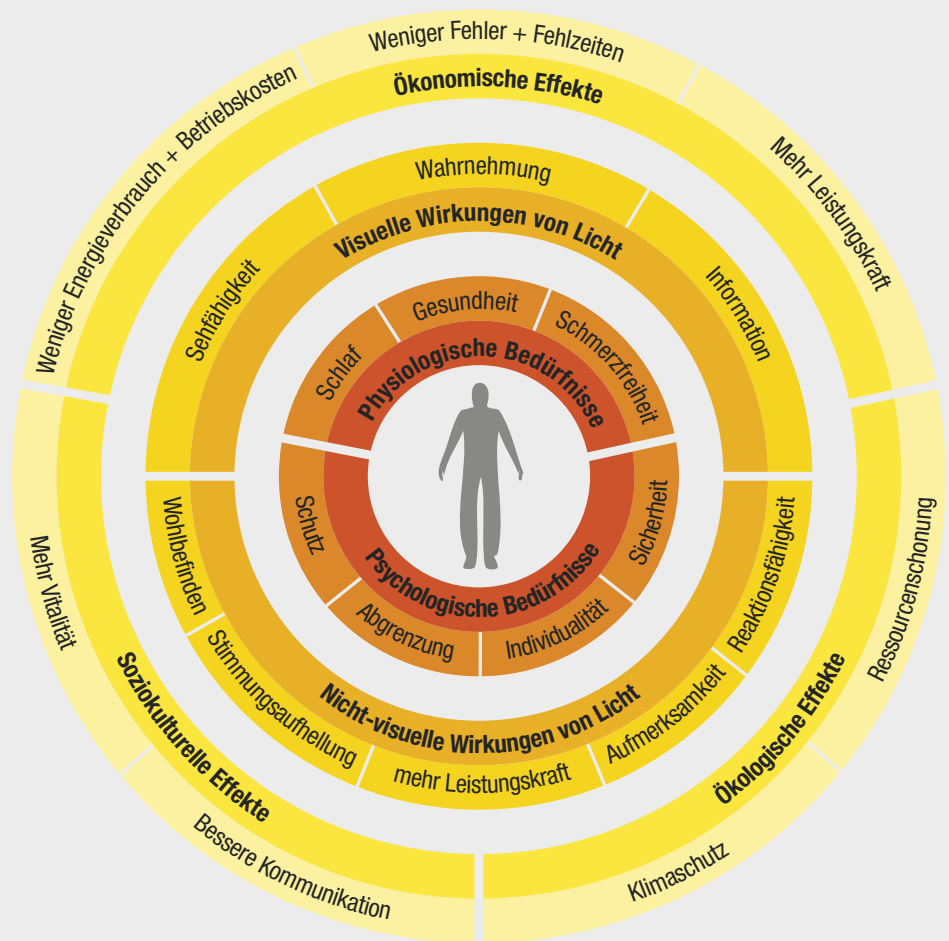 Weniger Energieverbrauch + Betriebskosten
Weniger Fehler + Fehlzeiten
Mehr Leistungskraft
Ökonomische Effekte
Sehfähigkeit
Wahrnehmung
Information
Visuelle Wirkungen von Licht
Schlaf
Gesundheit
Schmerzfreiheit
Physiologische Bedürfnisse
Psychologische Bedürfnisse
Schutz
Abgrenzung
Individualität
Sicherheit
Nicht-visuelle Wirkungen von Licht
Wohlbefinden
Stimmungsaufhellung
mehr Leistungskraft
Aufmerksamkeit
Reaktionsfähigkeit
Soziokulturelle Effekte
Mehr Vitalität
Bessere Kommunikation
Ökologische Effekte
Klimaschutz
Ressourcenschonung